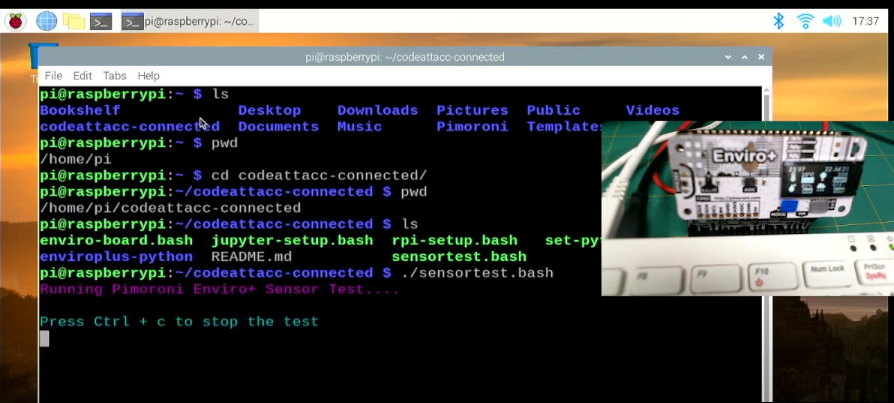 pi@raspberrypi: ~/co...
17:37
pi@raspberrypi: ~/codeattacc-connected
File Edit Tabs Help
pi@raspberrypi:~ $ ls
Bookshelf Desktop Downloads Pictures Public Videos
codeattacc-connected Documents Music Pimoroni Templates
pi@raspberrypi:~ $ pwd
/home/pi
pi@raspberrypi:~ $ cd codeattacc-connected/
pi@raspberrypi:~/codeattacc-connected $ pwd
/home/pi/codeattacc-connected
pi@raspberrypi:~/codeattacc-connected $ ls
enviro-board.bash jupyter-setup.bash rpi-setup.bash set-py
enviroplus-python README.md sensortest.bash
pi@raspberrypi:~/codeattacc-connected $ ./sensortest.bash
Running Pimoroni Enviro+ Sensor Test....
Press Ctrl + c to stop the test
Enviro+
F8 F9 F10 Num Lock PrtScn
SysRq